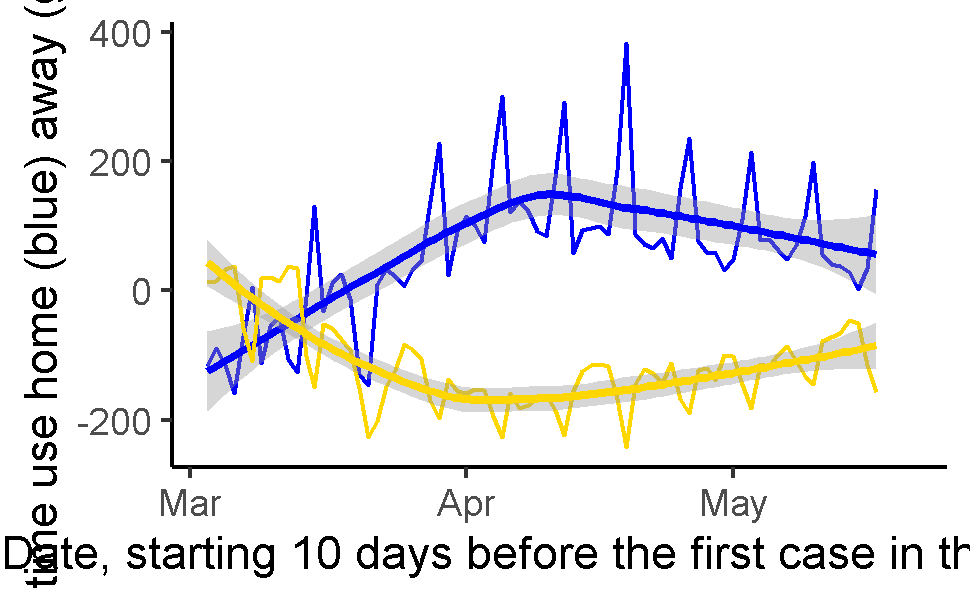 time use home (blue) away (
400
200
0
-200
Mar Apr May
Date, starting 10 days before the first case in th